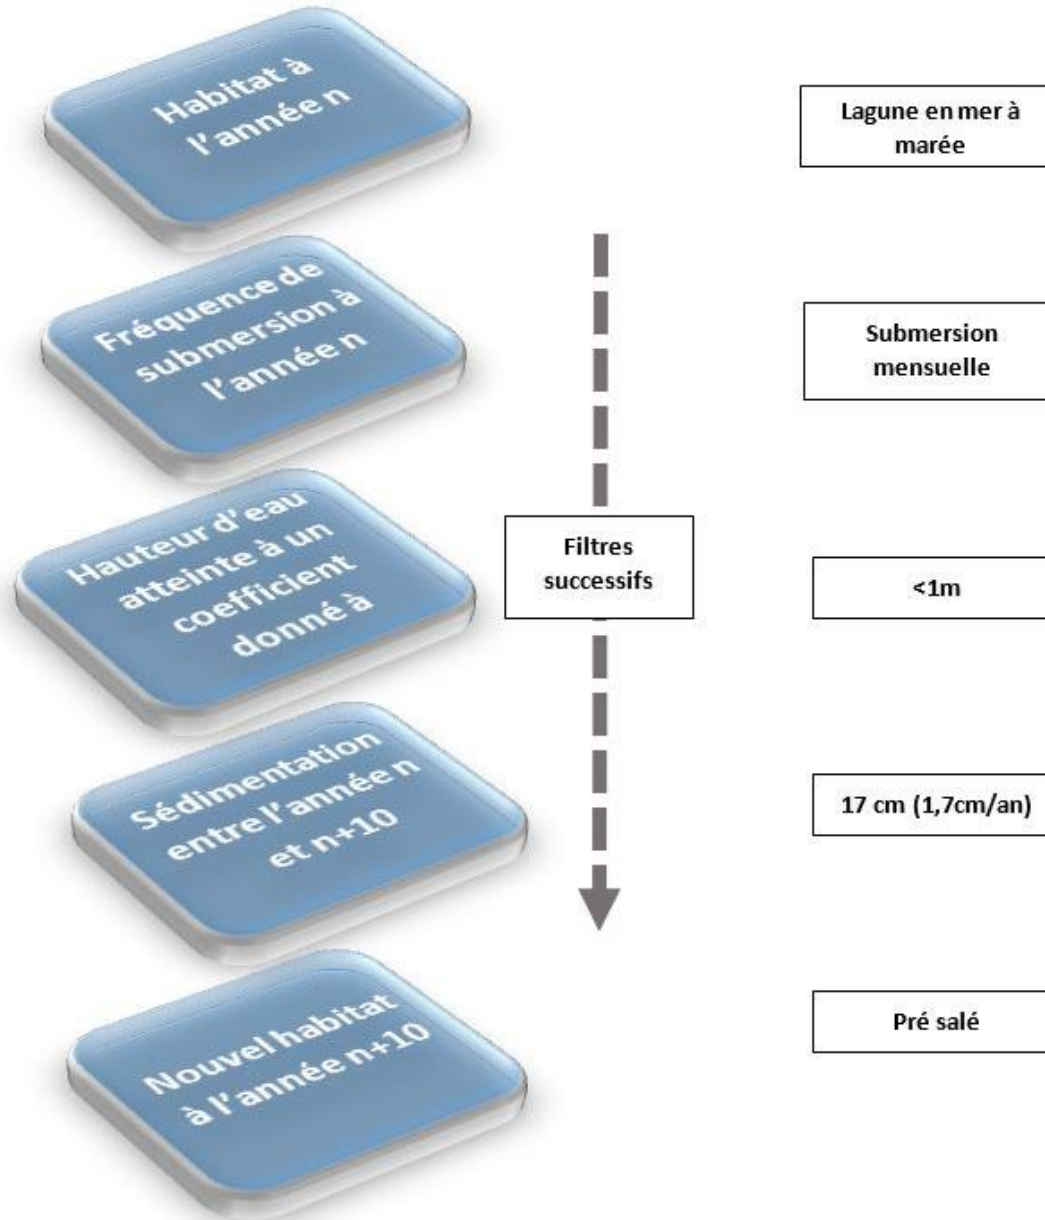 Habitat à
l'année n
Lagune en mer à
marée
Fréquence de
submersion à
l'année n
Submersion
mensuelle
Hauteur d'eau
atteinte à un
coefficient
donné à
Filtres
successifs
<1m
Sédimentation
entre l'année n
et n+10
17 cm (1,7cm/an)
Nouvel habitat
à l'année n+10
Pré salé